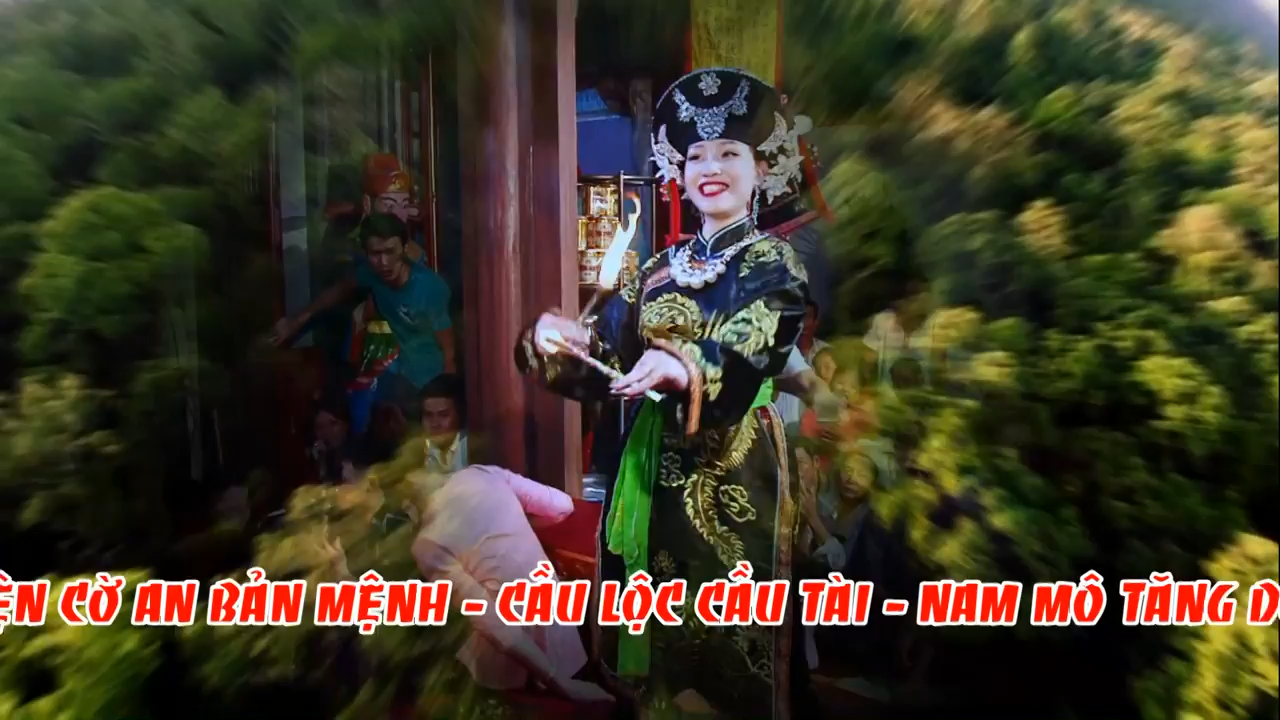 CỜ AN BẢN MỆNH - CẦU LỘC CẦU TÀI - NAM MÔ TĂNG